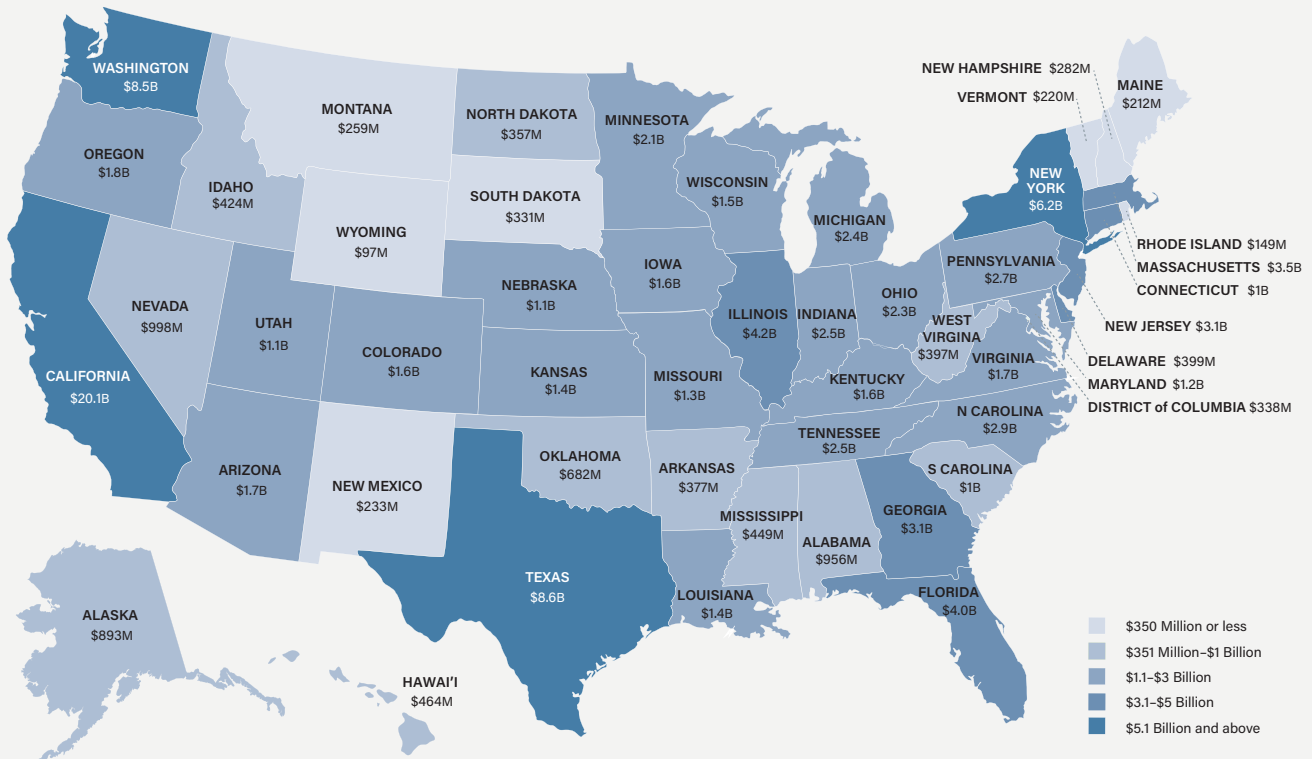 WASHINGTON
$8.5B
OREGON
$1.8B
CALIFORNIA
$20.1B
NEVADA
$998M
IDAHO
$424M
MONTANA
$259M
WYOMING
$97M
UTAH
$1.1B
ARIZONA
$1.7B
COLORADO
$1.6B
NEW MEXICO
$233M
NORTH DAKOTA
$357M
SOUTH DAKOTA
$331M
NEBRASKA
$1.1B
KANSAS
$1.4B
OKLAHOMA
$682M
TEXAS
$8.6B
MINNESOTA
$2.1B
IOWA
$1.6B
MISSOURI
$1.3B
ARKANSAS
$377M
LOUISIANA
$1.4B
WISCONSIN
$1.5B
ILLINOIS
$4.2B
MICHIGAN
$2.4B
INDIANA
$2.5B
OHIO
$2.3B
KENTUCKY
$1.6B
TENNESSEE
$2.5B
MISSISSIPPI
$449M
ALABAMA
$956M
GEORGIA
$3.1B
FLORIDA
$4.0B
S CAROLINA
$1B
N CAROLINA
$2.9B
VIRGINIA
$1.7B
WEST
VIRGINA
$397M
PENNSYLVANIA
$2.7B
NEW
YORK
$6.2B
NEW HAMPSHIRE $282M
VERMONT $220M
MAINE
$212M
RHODE ISLAND $149M
MASSACHUSETTS $3.5B
CONNECTICUT $1B
NEW JERSEY $3.1B
DELAWARE $399M
MARYLAND $1.2B
DISTRICT of COLUMBIA $338M
ALASKA
$893M
HAWAI'I
$464M
$350 Million or less
$351 Million–$1 Billion
$1.1–$3 Billion
$3.1–$5 Billion
$5.1 Billion and above